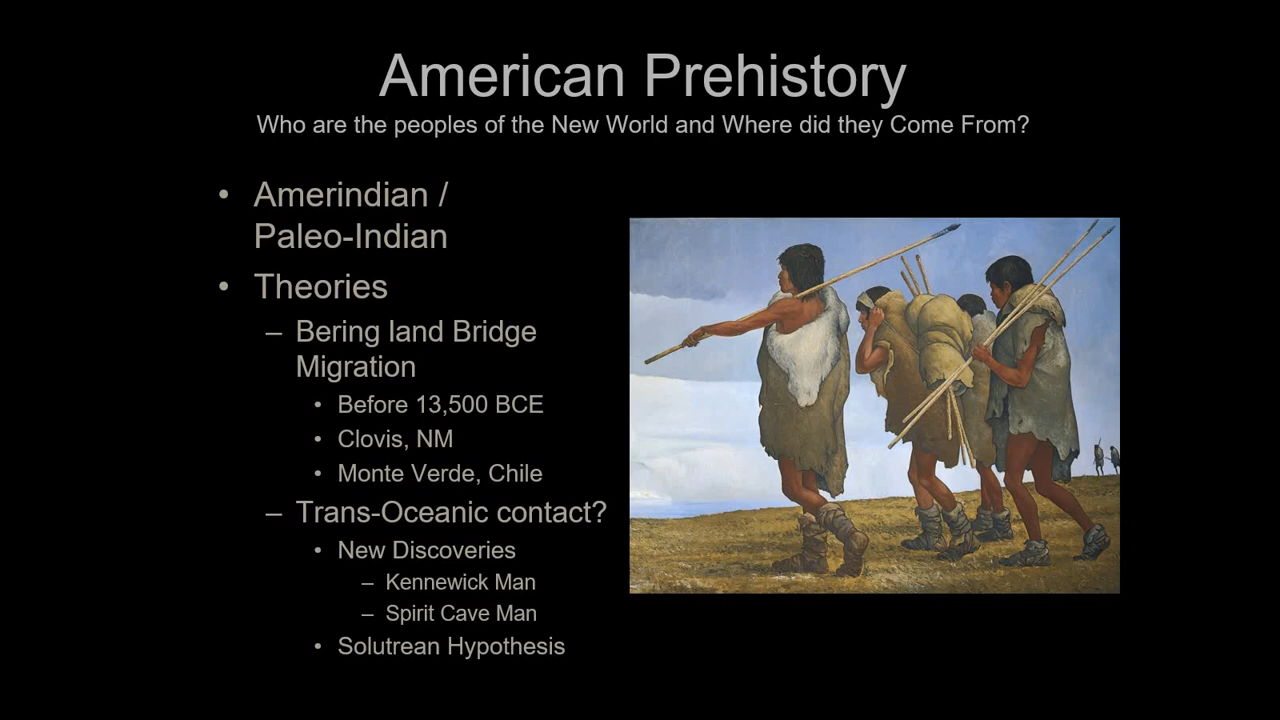 American Prehistory
Who are the peoples of the New World and Where did they Come From?
• Amerindian /
Paleo-Indian
• Theories
– Bering land Bridge
Migration
• Before 13,500 BCE
• Clovis, NM
• Monte Verde, Chile
– Trans-Oceanic contact?
• New Discoveries
– Kennewick Man
– Spirit Cave Man
• Solutrean Hypothesis